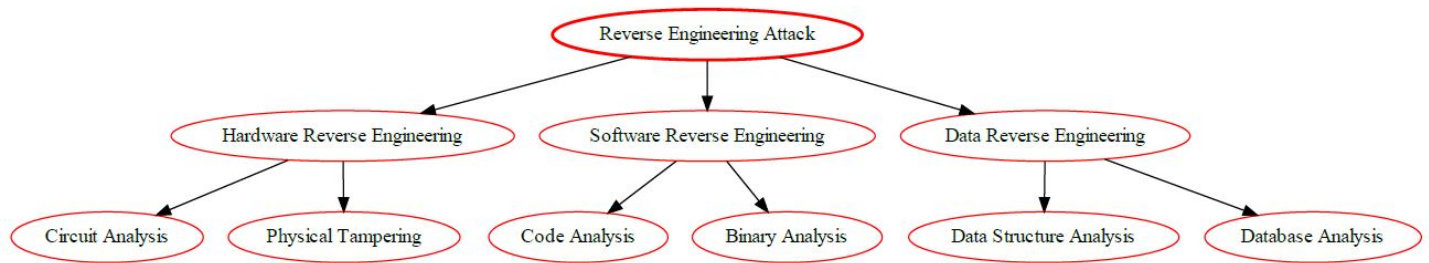 Reverse Engineering Attack
Hardware Reverse Engineering
Software Reverse Engineering
Data Reverse Engineering
Circuit Analysis
Physical Tampering
Code Analysis
Binary Analysis
Data Structure Analysis
Database Analysis